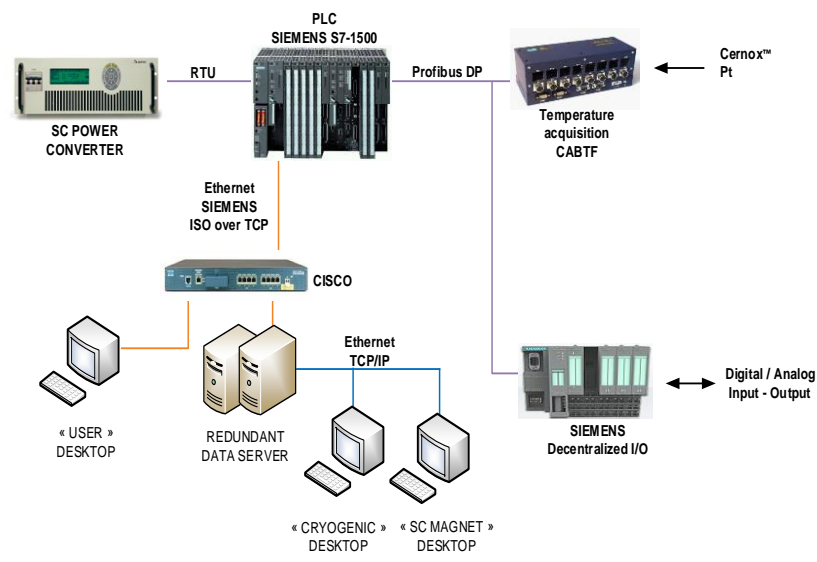 PLC
SIEMENS S7-1500
RTU
Profibus DP
Cernox™
Pt
SC POWER
CONVERTER
Temperature
acquisition
CABTF
Ethernet
SIEMENS
ISO over TCP
CISCO
Ethernet
TCP/IP
SIEMENS
Digital / Analog
Input - Output
« USER »
DESKTOP
REDUNDANT
DATA SERVER
SIEMENS
Decentralized I/O
« CRYOGENIC »
DESKTOP
« SC MAGNET »
DESKTOP